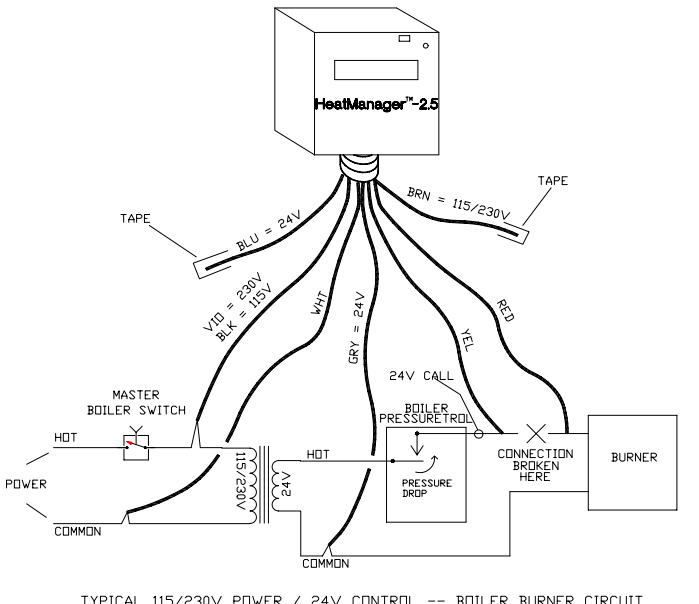 HeatManager™-2.5
BRN = 115/230V
TAPE
TAPE
BLU = 24V
VIO = 230V
BLK = 115V
WHT
GRY = 24V
YEL
RED
24V CALL
MASTER
BOILER SWITCH
BOILER
PRESSURETROL
HOT
115/230V
24V
HOT
PRESSURE
DROP
CONNECTION
BROKEN
HERE
BURNER
POWER
COMMON
COMMON
TYPICAL 115/230V POWER / 24V CONTROL -- BOILER BURNER CIRCUIT